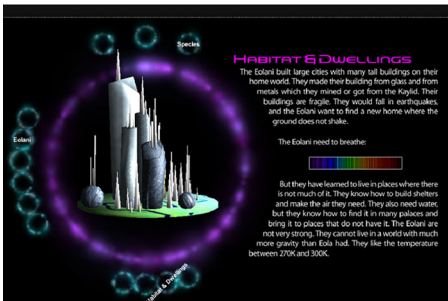 Species
HABITAT & DWELLINGS
The Eolani built large cities with many tall buildings on their
home world. They made their building from glass and from
metals which they mined or got from the Kaylid. Their
buildings are fragile. They would fall in earthquakes,
and the Eolani want to find a new home where the
ground does not shake.
Eolani
The Eolani need to breathe:
But they have learned to live in places where there
is not much of it. They know how to build shelters
and make the air they need. They also need water,
but they know how to find it in many palaces and
bring it to places that do not have it. The Eolani are
not very strong. They cannot live in a world with much
more gravity than Eola had. They like the temperature
between 270K and 300K.
Habitat & Dwellings